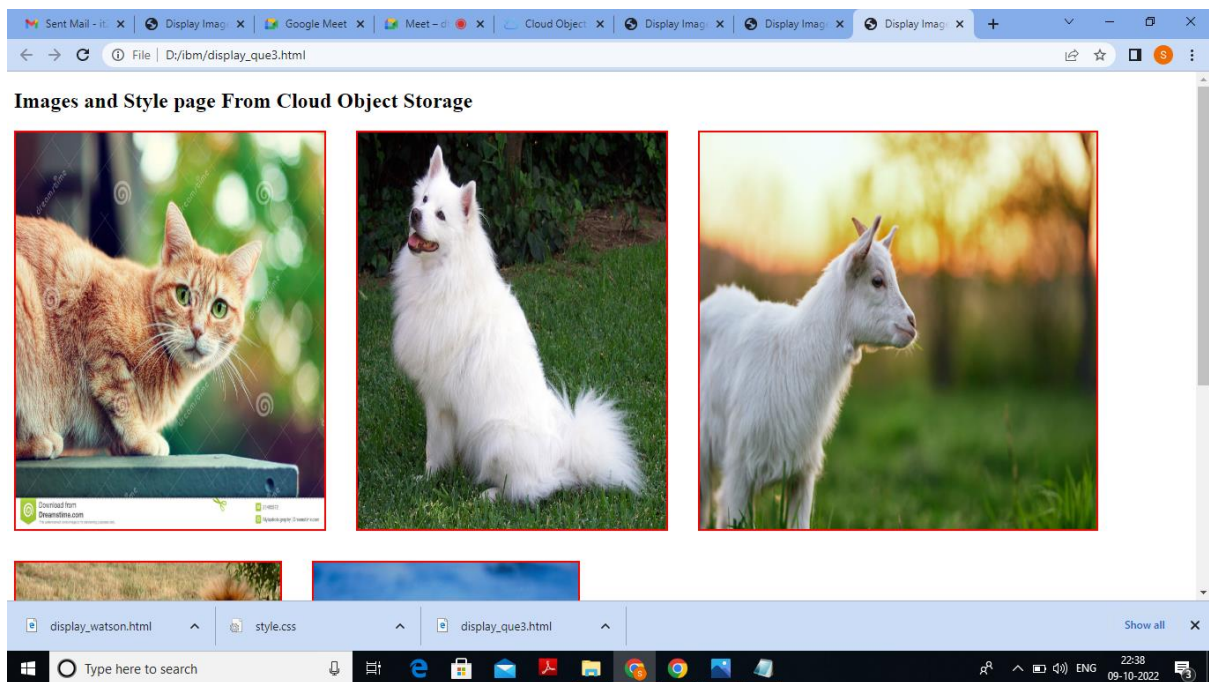 Sent Mail - it
Display Imag
Google Meet
Meet – d
Cloud Object
Display Imag
Display Imag
Display Imag
File | D:/ibm/display_que3.html
S
Images and Style page From Cloud Object Storage
dreamstime
Download from
Dreamstime.com
display_watson.html
style.css
display_que3.html
Show all
Type here to search
ENG
22:38
09-10-2022
3